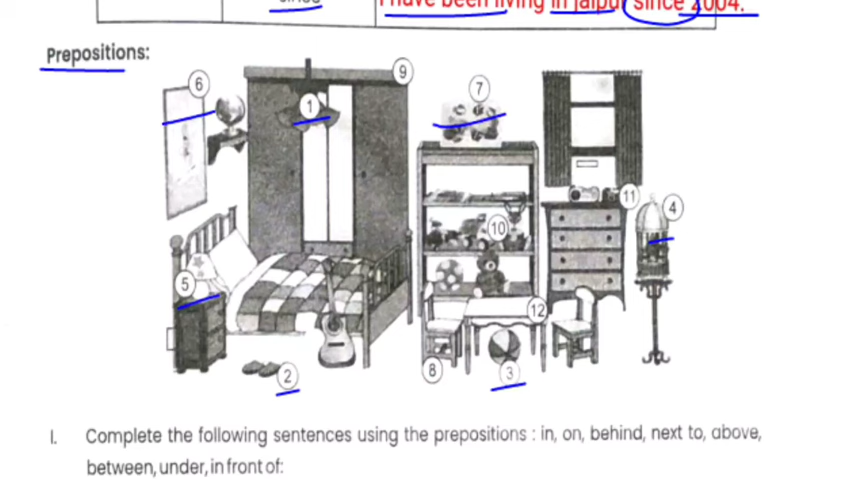 since
I have been living in jaipur since 2004.
Prepositions:
6
1
9
7
10
11
4
5
12
2
8
3
I. Complete the following sentences using the prepositions : in, on, behind, next to, above,
between, under, in front of: